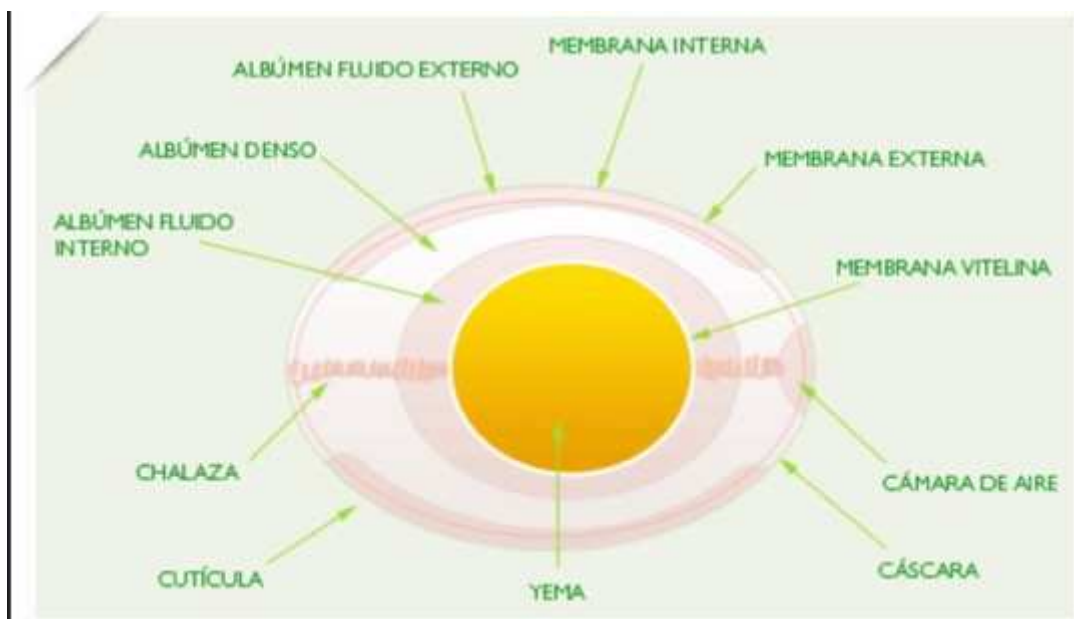 MEMBRANA INTERNA
ALBÚMEN FLUIDO EXTERNO
ALBÚMEN DENSO
MEMBRANA EXTERNA
ALBÚMEN FLUIDO
INTERNO
MEMBRANA VITELINA
CHALAZA
CÁMARA DE AIRE
CUTÍCULA
YEMA
CÁSCARA